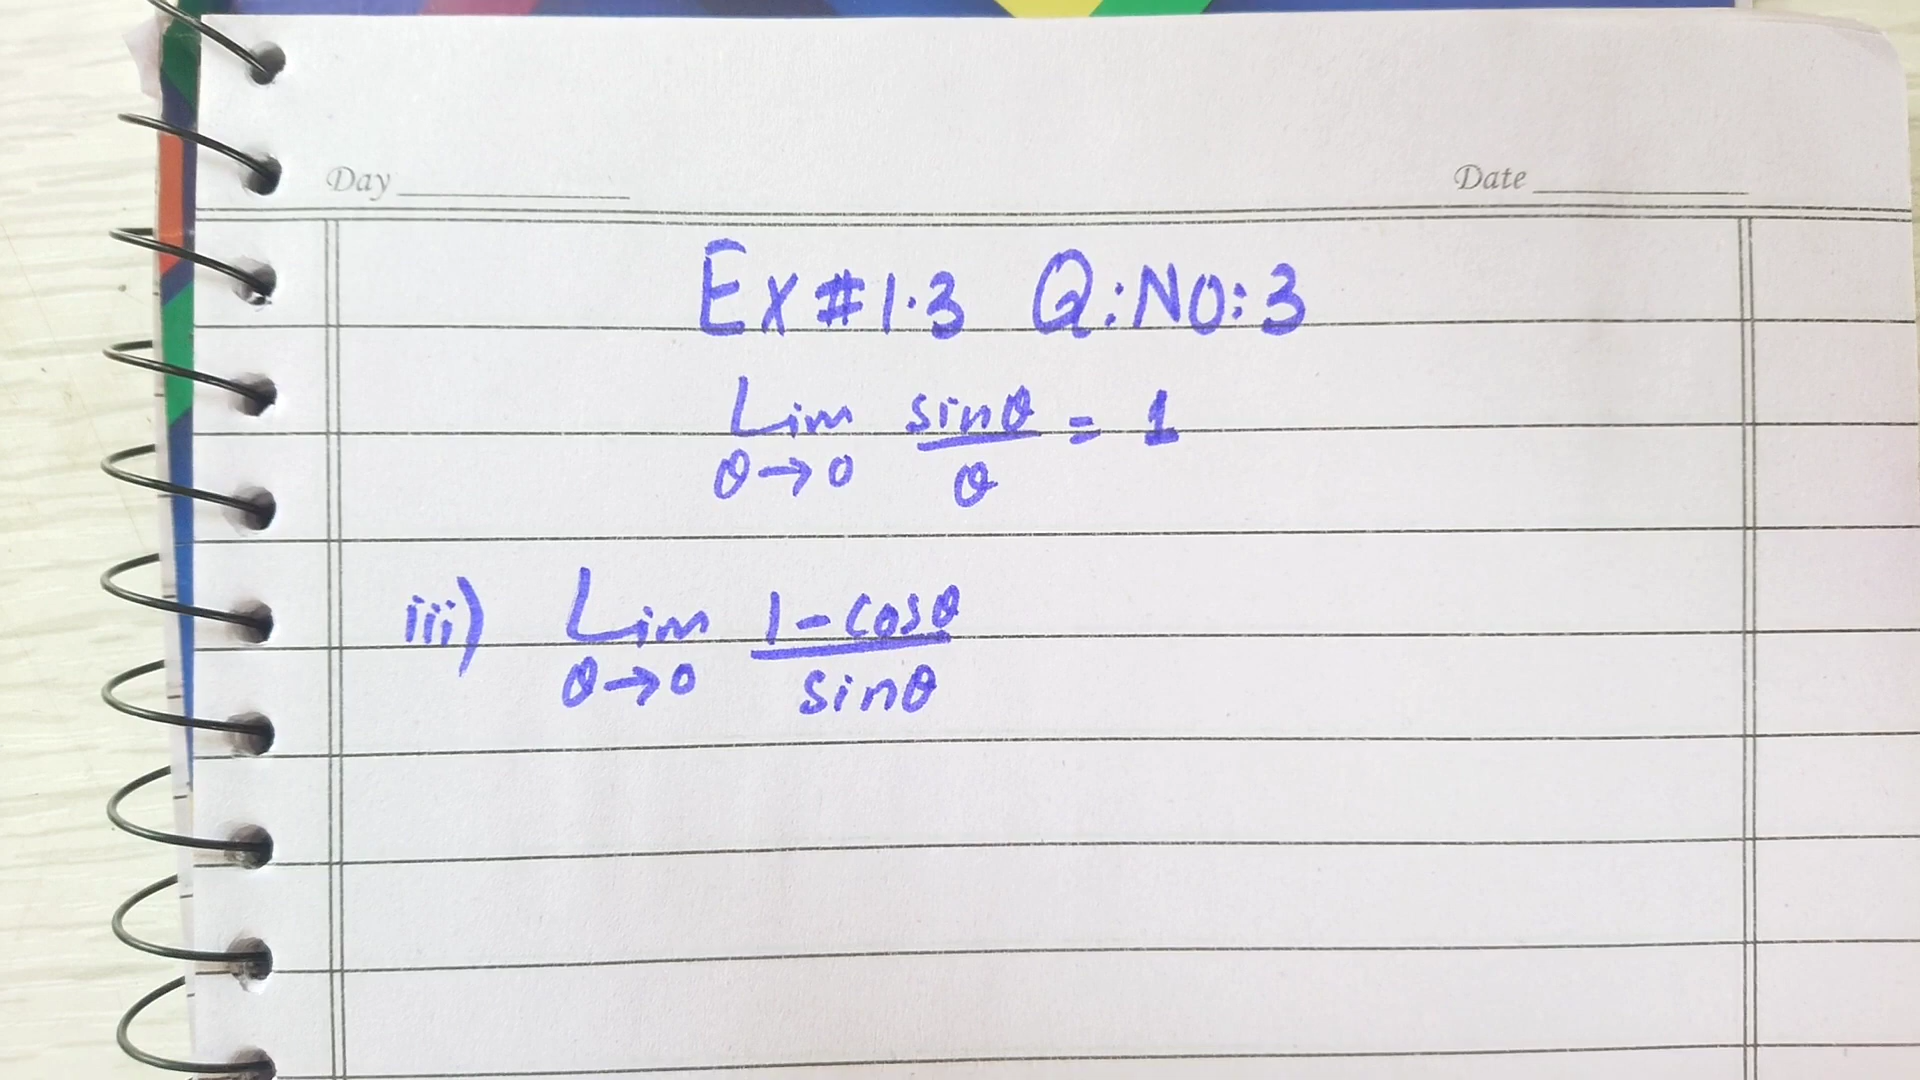 Day Date
Ex#1.3 Q:NO:3
Lim sinθ = 1
θ→0 θ
iii) Lim 1-cosθ
θ→0 sinθ